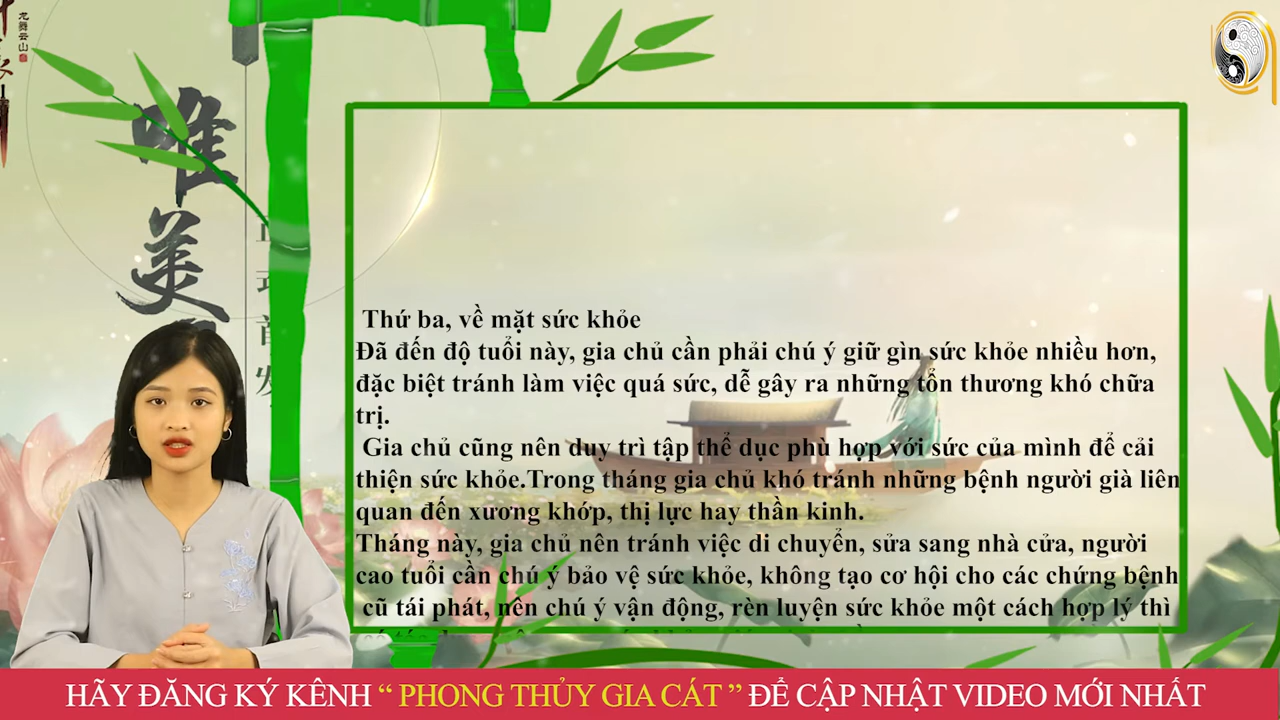 龙舞云山
唯
美
Thứ ba, về mặt sức khỏe
Đã đến độ tuổi này, gia chủ cần phải chú ý giữ gìn sức khỏe nhiều hơn,
đặc biệt tránh làm việc quá sức, dễ gây ra những tổn thương khó chữa
trị.
Gia chủ cũng nên duy trì tập thể dục phù hợp với sức của mình để cải
thiện sức khỏe.Trong tháng gia chủ khó tránh những bệnh người già liên
quan đến xương khớp, thị lực hay thần kinh.
Tháng này, gia chủ nên tránh việc di chuyển, sửa sang nhà cửa, người
cao tuổi cần chú ý bảo vệ sức khỏe, không tạo cơ hội cho các chứng bệnh
cũ tái phát, nên chú ý vận động, rèn luyện sức khỏe một cách hợp lý thì
HÃY ĐĂNG KÝ KÊNH “ PHONG THỦY GIA CÁT ” ĐỂ CẬP NHẬT VIDEO MỚI NHẤT